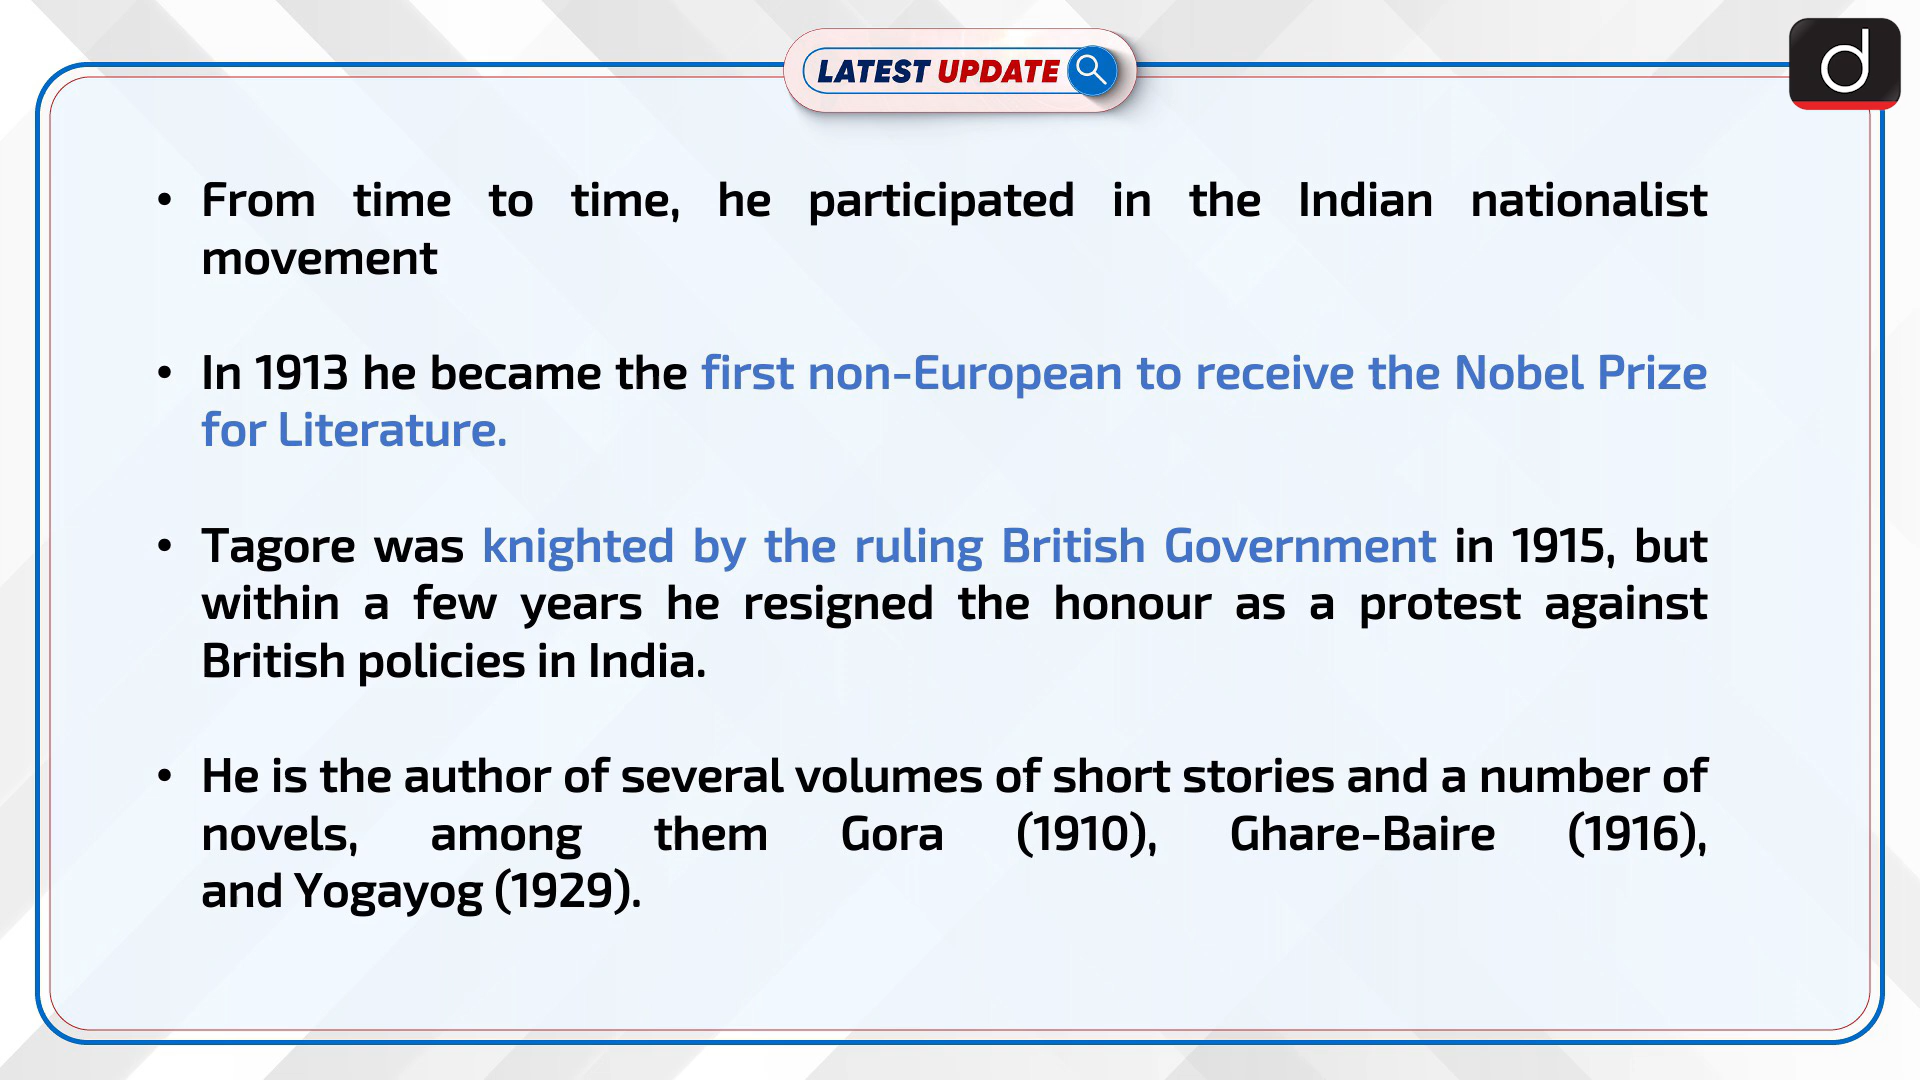 LATEST UPDATE
d
• From time to time, he participated in the Indian nationalist
movement
• In 1913 he became the first non-European to receive the Nobel Prize
for Literature.
• Tagore was knighted by the ruling British Government in 1915, but
within a few years he resigned the honour as a protest against
British policies in India.
• He is the author of several volumes of short stories and a number of
novels, among them Gora (1910), Ghare-Baire (1916),
and Yogayog (1929).